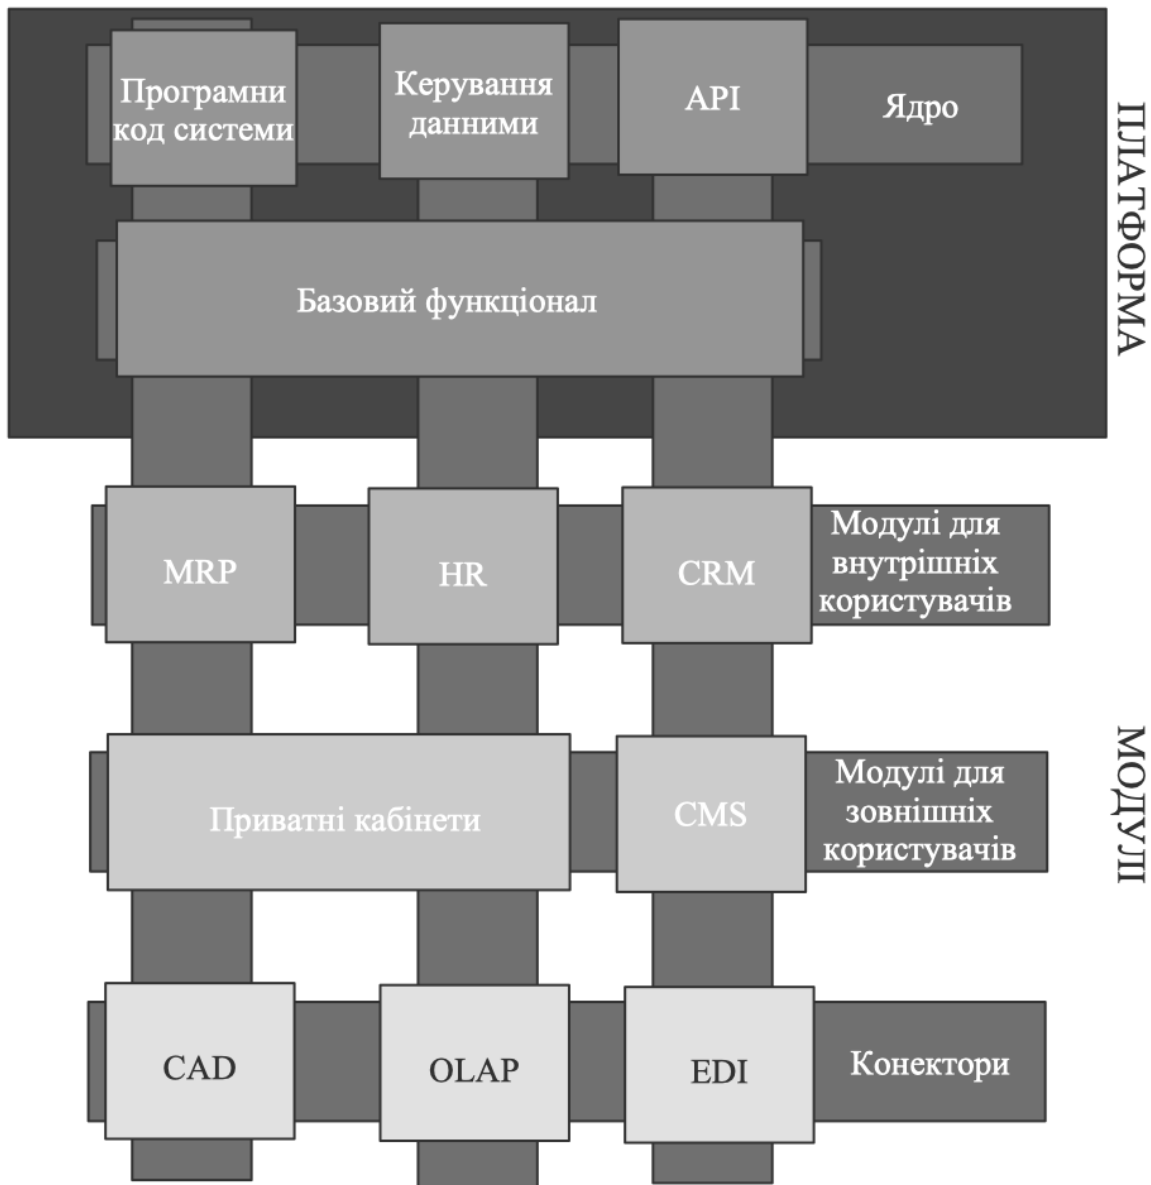 Програмни
код системи
Керування
данними
API
Ядро
ПЛАТФОРМА
Базовий функціонал
MRP
HR
CRM
Модулі для
внутрішніх
користувачів
МОДУЛІ
Приватні кабінети
CMS
Модулі для
зовнішніх
користувачів
CAD
OLAP
EDI
Конектори